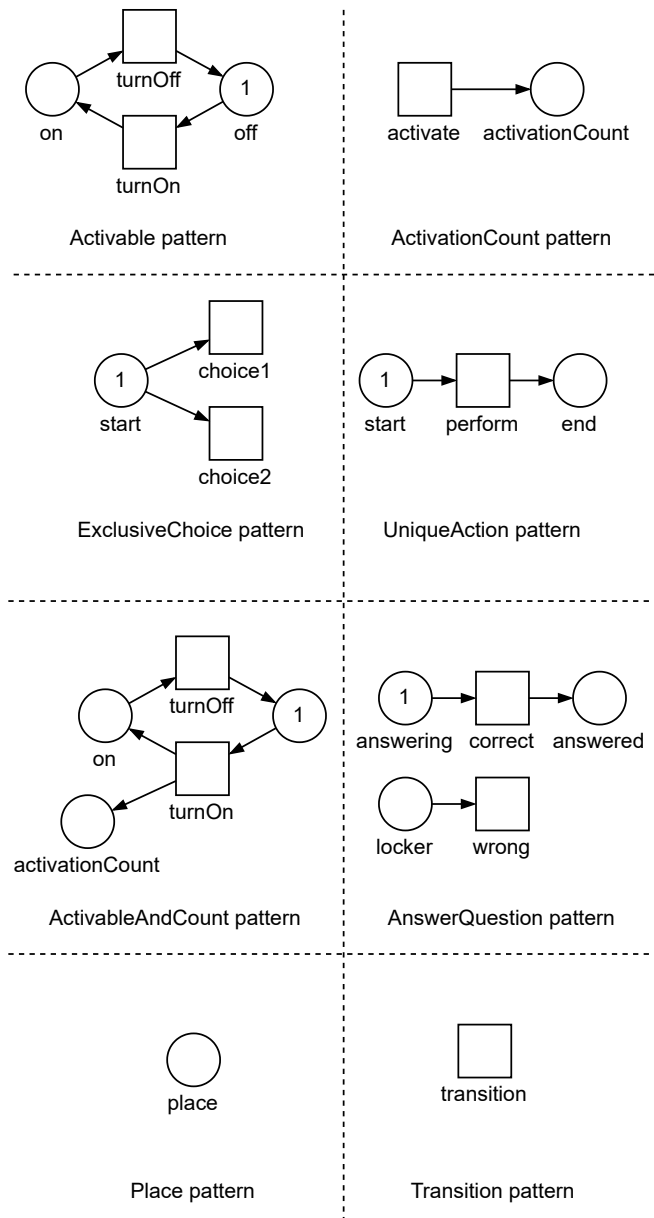 turnOff
1
on
off
turnOn
Activable pattern
activate
activationCount
ActivationCount pattern
choice1
1
start
choice2
ExclusiveChoice pattern
1
start
perform
end
UniqueAction pattern
turnOff
1
on
turnOn
activationCount
ActivableAndCount pattern
1
answering
correct
answered
locker
wrong
AnswerQuestion pattern
place
Place pattern
transition
Transition pattern